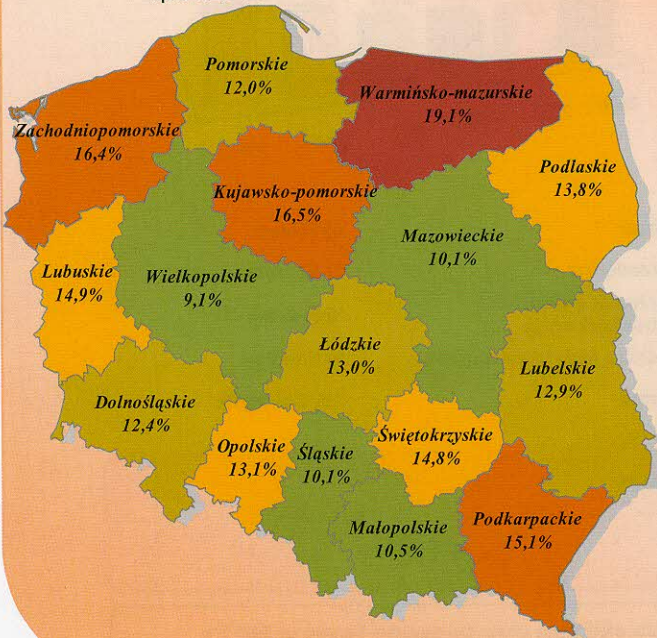 Pomorskie
12,0%
Warmińsko-mazurskie
19,1%
Zachodniopomorskie
16,4%
Podlaskie
13,8%
Kujawsko-pomorskie
16,5%
Mazowieckie
10,1%
Lubuskie
14,9%
Wielkopolskie
9,1%
Łódzkie
13,0%
Lubelskie
12,9%
Dolnośląskie
12,4%
Opolskie
13,1%
Śląskie
10,1%
Świętokrzyskie
14,8%
Małopolskie
10,5%
Podkarpackie
15,1%